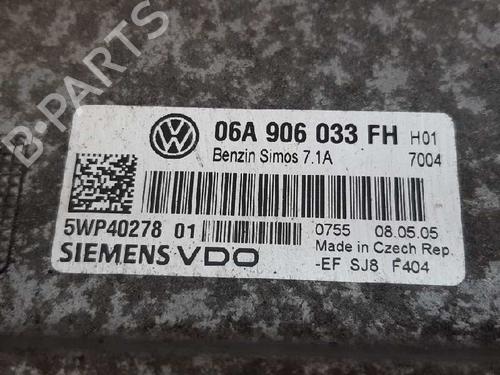 06A 906 033 FH H01
Benzin Simos 7.1A 7004
5WP40278 01 0755 08.05.05
SIEMENS VDO Made in Czech Rep.
-EF SJ8 F404
B-PARTS